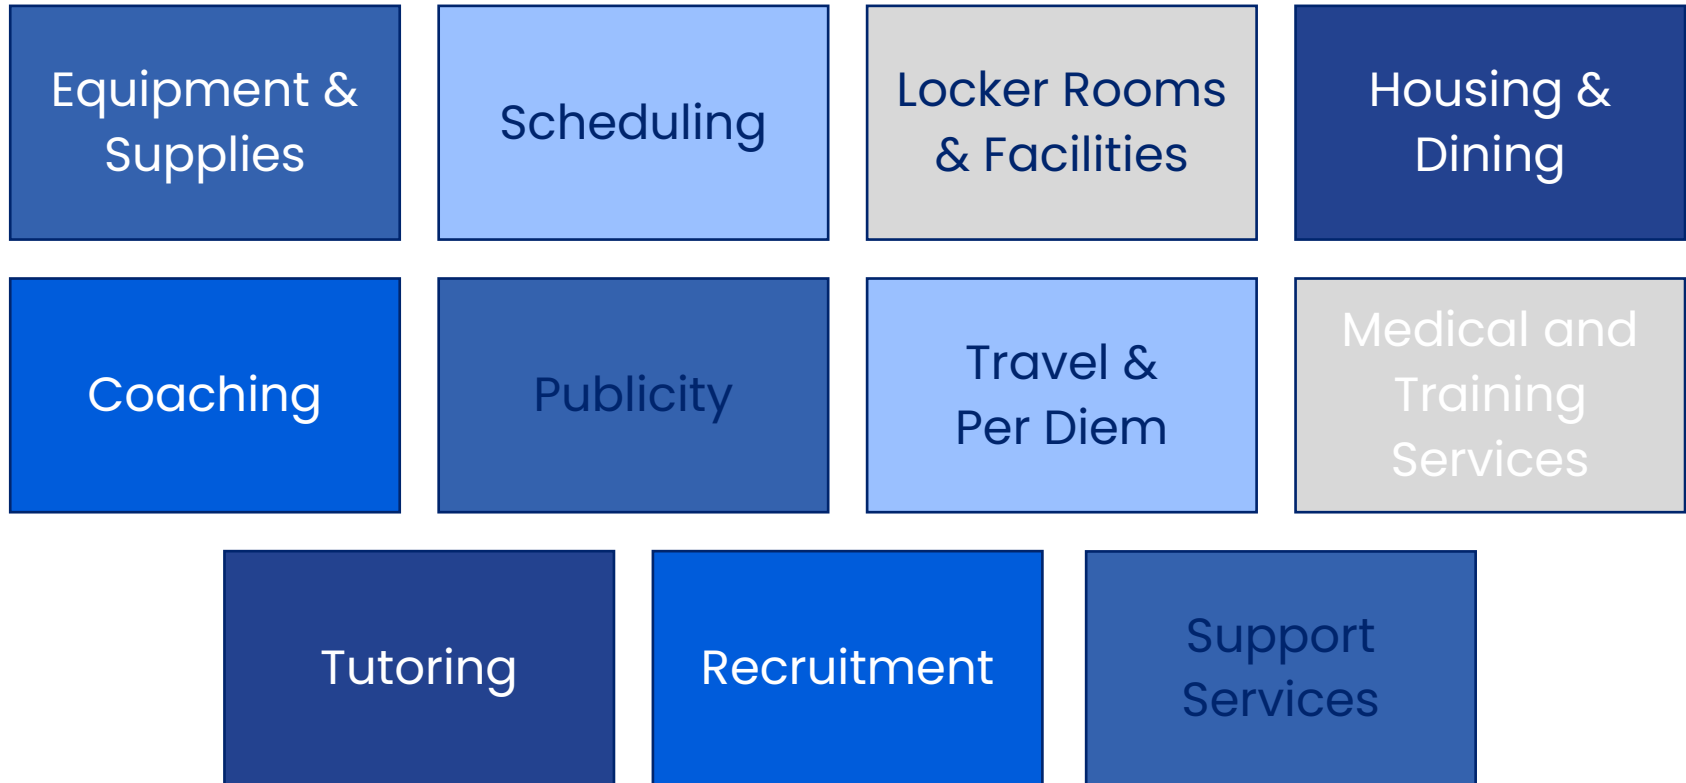 Equipment &
Supplies
Scheduling
Locker Rooms
& Facilities
Housing &
Dining
Coaching
Publicity
Travel &
Per Diem
Medical and
Training
Services
Tutoring
Recruitment
Support
Services